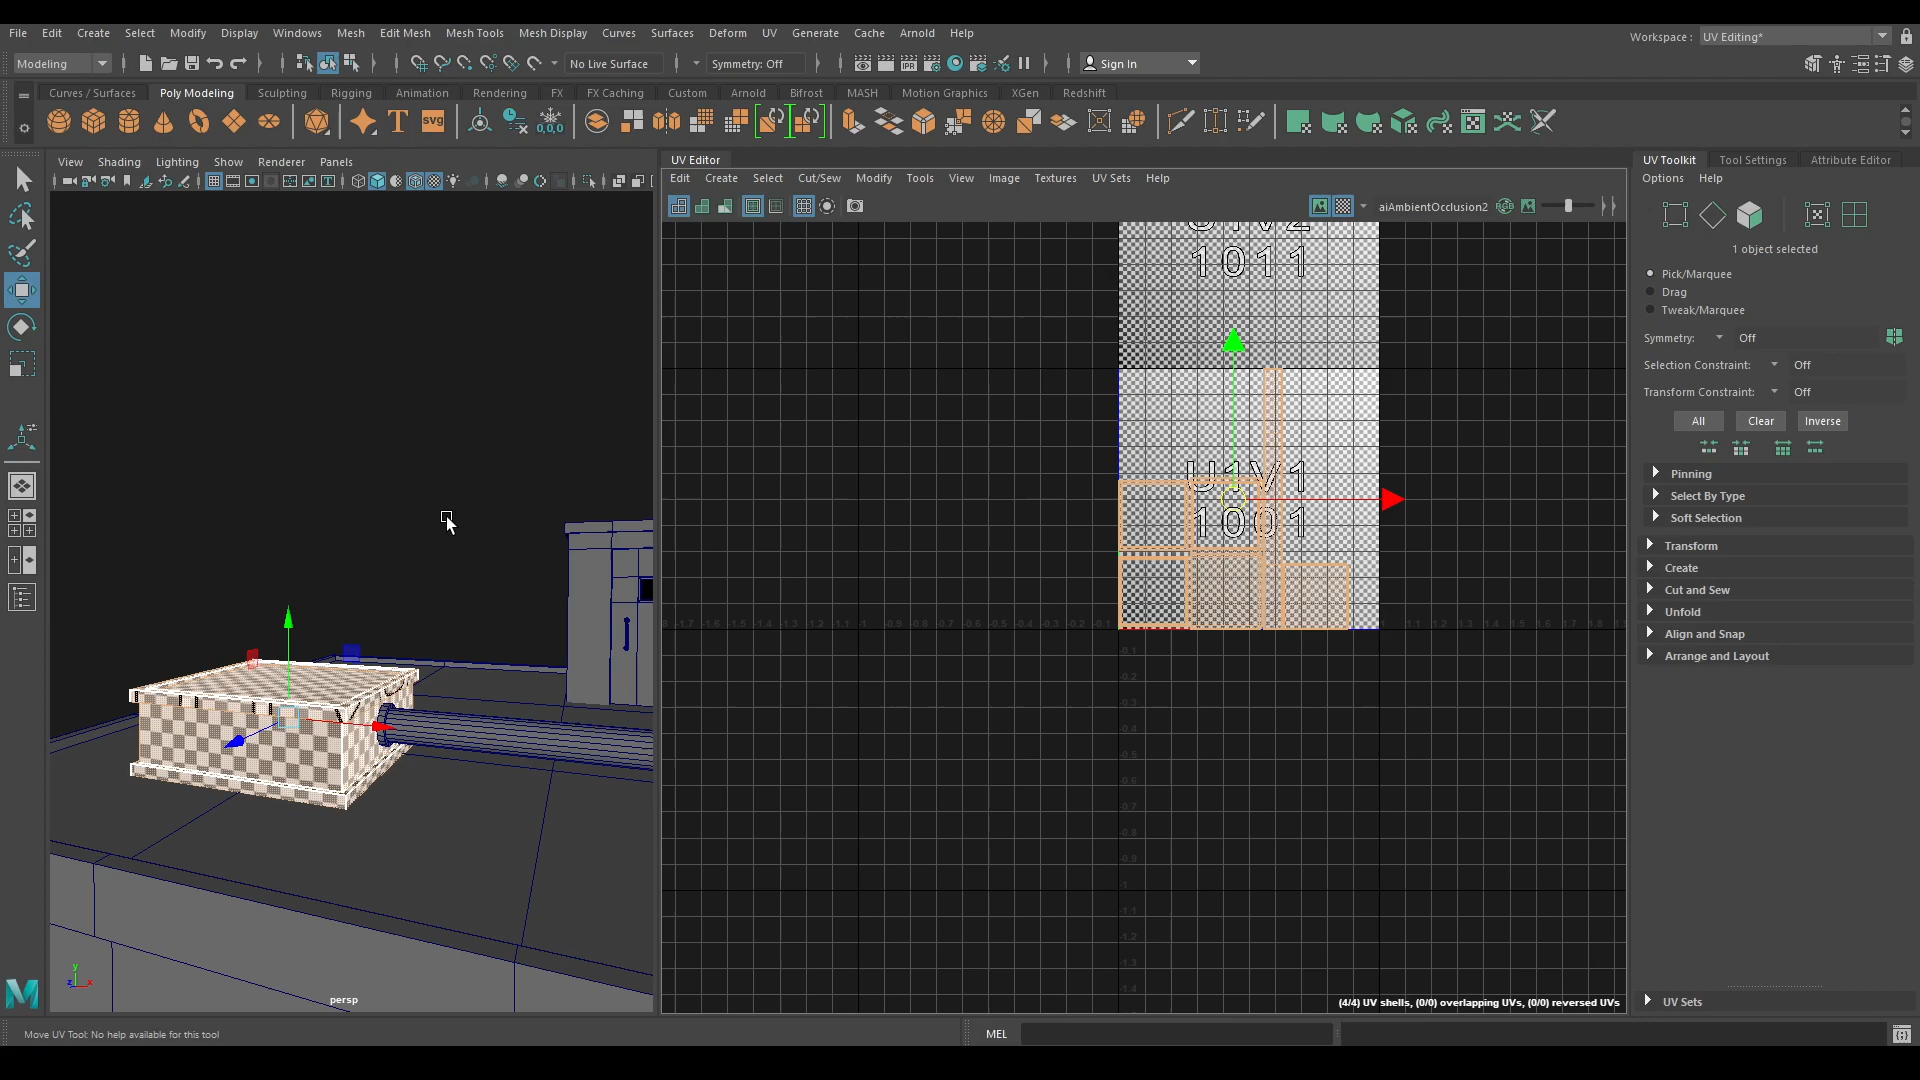 File Edit Create Select Modify Display Windows Mesh Edit Mesh Mesh Tools Mesh Display Curves Surfaces Deform UV Generate Cache Arnold Help
Workspace : UV Editing*
Modeling
No Live Surface
Symmetry: Off
Sign In
Curves / Surfaces Poly Modeling Sculpting Rigging Animation Rendering FX FX Caching Custom Arnold Bifrost MASH Motion Graphics XGen Redshift
T
SVG
0,0,0
View Shading Lighting Show Renderer Panels
UV Editor
Edit Create Select Cut/Sew Modify Tools View Image Textures UV Sets Help
aiAmbientOcclusion2
1011
U1V1
1001
persp
(4/4) UV shells, (0/0) overlapping UVs, (0/0) reversed UVs
UV Toolkit Tool Settings Attribute Editor
Options Help
1 object selected
Pick/Marquee
Drag
Tweak/Marquee
Symmetry: Off
Selection Constraint: Off
Transform Constraint: Off
All Clear Inverse
Pinning
Select By Type
Soft Selection
Transform
Create
Cut and Sew
Unfold
Align and Snap
Arrange and Layout
UV Sets
Move UV Tool: No help available for this tool
MEL